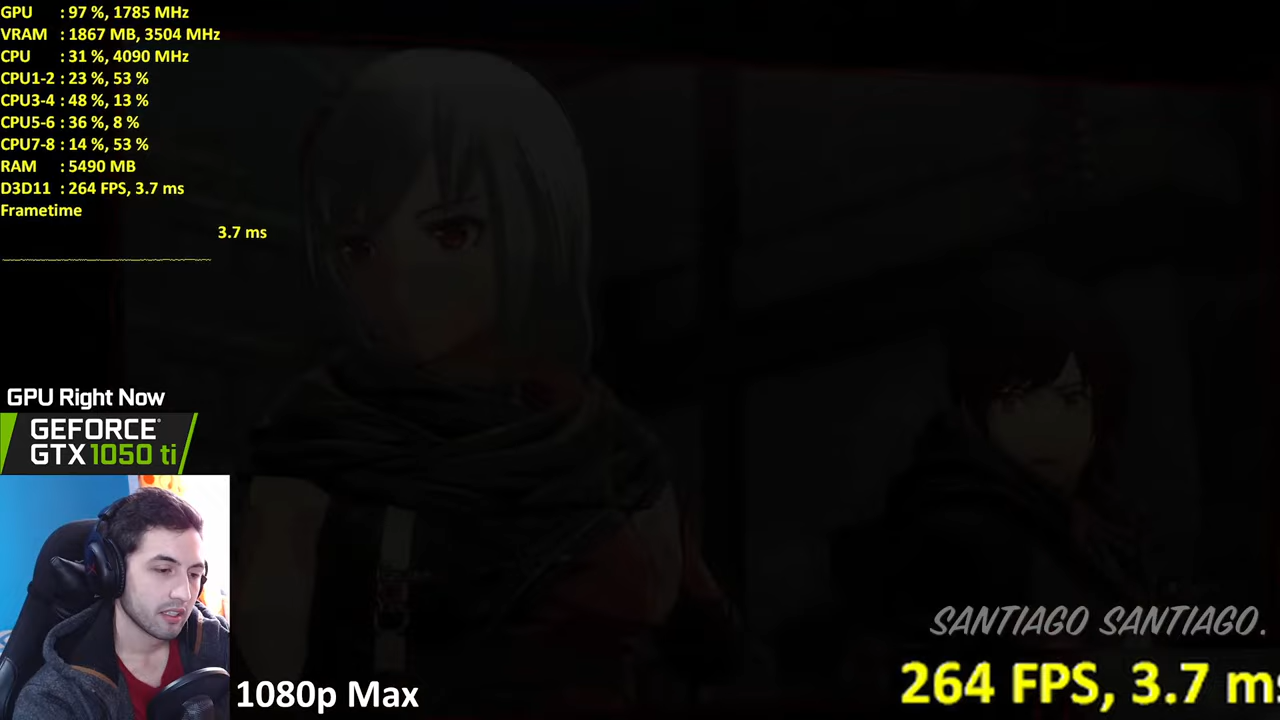 GPU : 97 %, 1785 MHz
VRAM : 1867 MB, 3504 MHz
CPU : 31 %, 4090 MHz
CPU1-2 : 23 %, 53 %
CPU3-4 : 48 %, 13 %
CPU5-6 : 36 %, 8 %
CPU7-8 : 14 %, 53 %
RAM : 5490 MB
D3D11 : 264 FPS, 3.7 ms
Frametime
3.7 ms
GPU Right Now
GEFORCE®
GTX 1050 ti
SANTIAGO SANTIAGO.
1080p Max
264 FPS, 3.7 ms